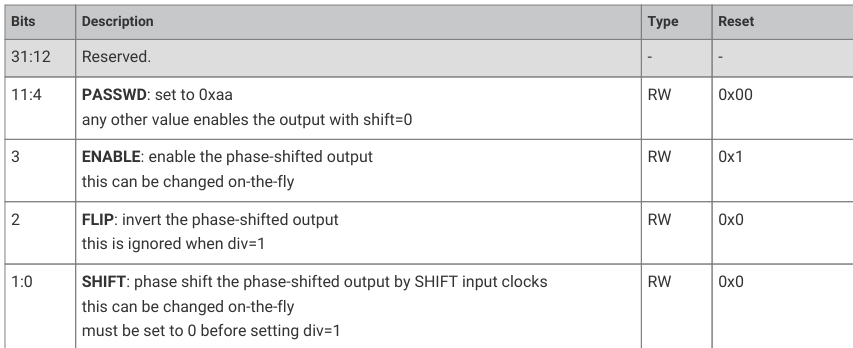 Bits Description Type Reset
31:12 Reserved. - -
11:4 PASSWD: set to 0xaa RW 0x00
any other value enables the output with shift=0
3 ENABLE: enable the phase-shifted output RW 0x1
this can be changed on-the-fly
2 FLIP: invert the phase-shifted output RW 0x0
this is ignored when div=1
1:0 SHIFT: phase shift the phase-shifted output by SHIFT input clocks RW 0x0
this can be changed on-the-fly
must be set to 0 before setting div=1